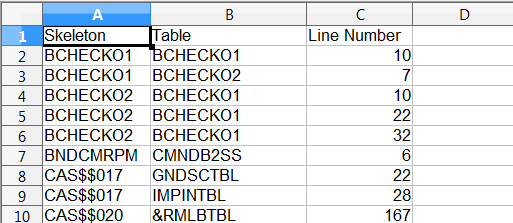 A B C D
1 Skeleton Table Line Number
2 BCHECKO1 BCHECKO1 10
3 BCHECKO1 BCHECKO2 7
4 BCHECKO2 BCHECKO1 10
5 BCHECKO2 BCHECKO1 22
6 BCHECKO2 BCHECKO1 32
7 BNDCMRPM CMNDB2SS 6
8 CAS$$017 GNDSCTBL 22
9 CAS$$017 IMPINTBL 28
10 CAS$$020 &RMLBTBL 167